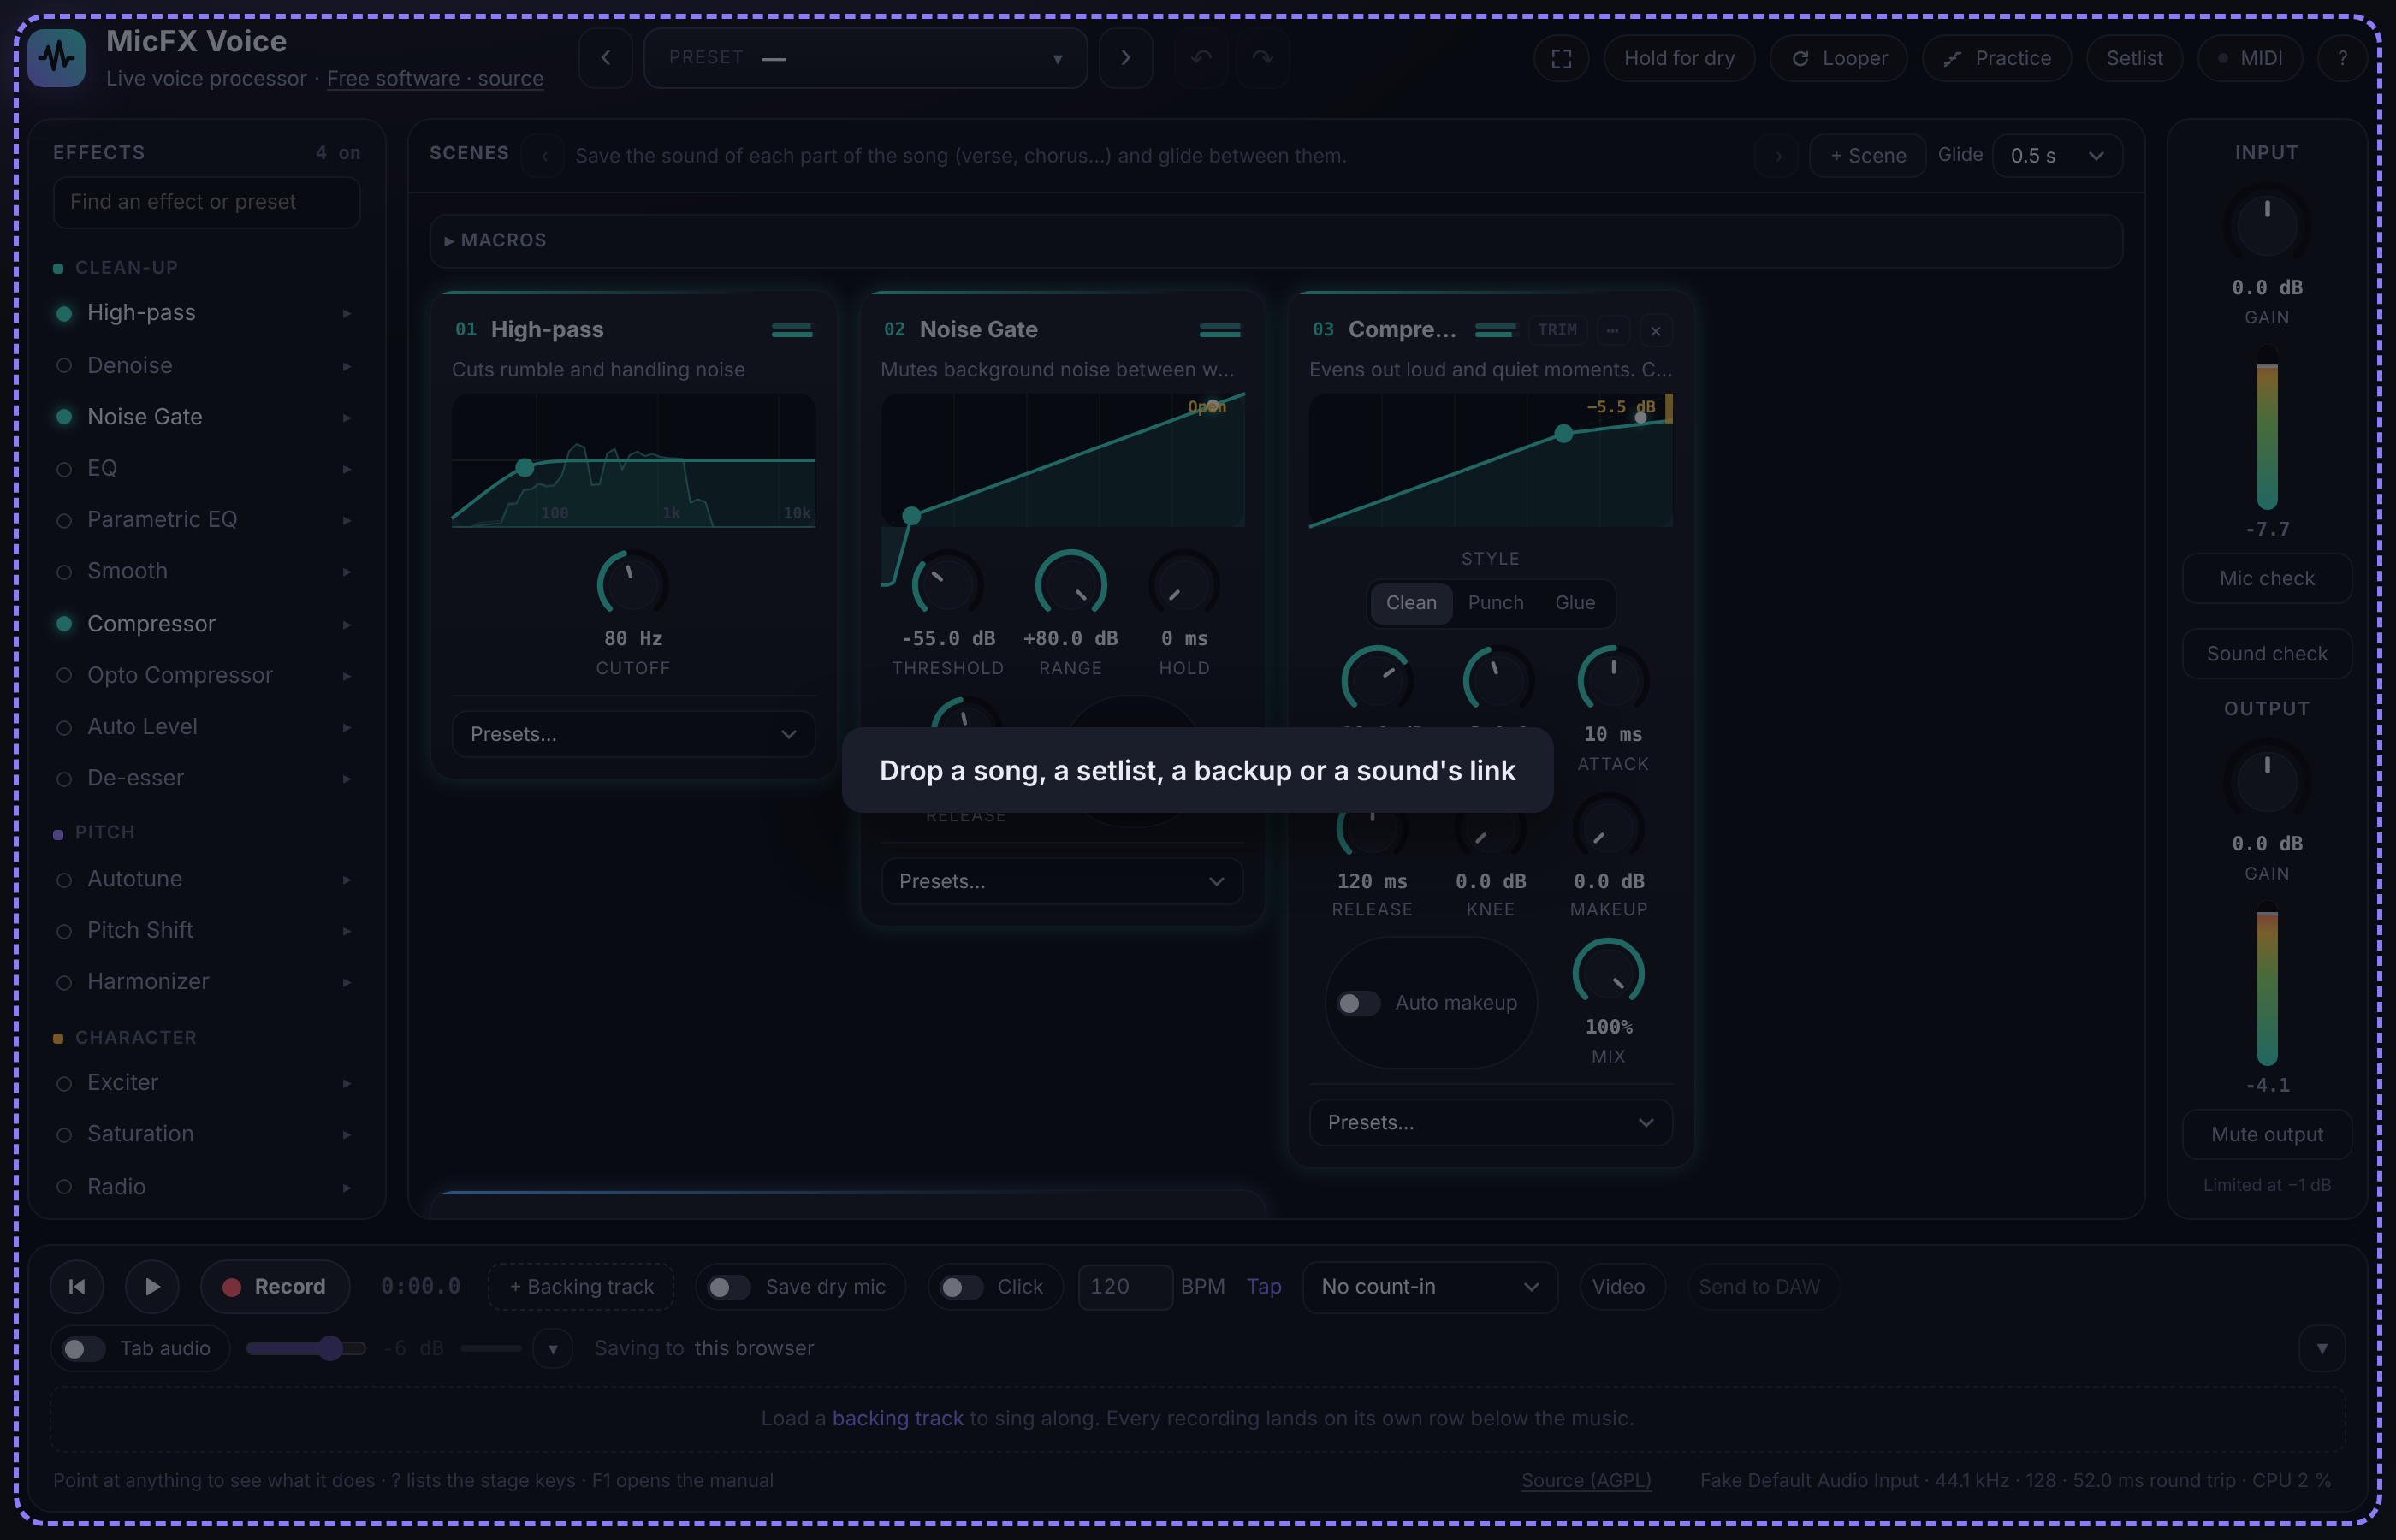 MicFX Voice
Live voice processor · Free software · source
PRESET —
Hold for dry
Looper
Practice
Setlist
MIDI
?
EFFECTS 4 on
Find an effect or preset
CLEAN-UP
High-pass
Denoise
Noise Gate
EQ
Parametric EQ
Smooth
Compressor
Opto Compressor
Auto Level
De-esser
PITCH
Autotune
Pitch Shift
Harmonizer
CHARACTER
Exciter
Saturation
Radio
SCENES
Save the sound of each part of the song (verse, chorus…) and glide between them.
+ Scene
Glide
0.5 s
MACROS
01 High-pass
Cuts rumble and handling noise
100 1k 10k
80 Hz
CUTOFF
Presets…
02 Noise Gate
Mutes background noise between w…
Open
-55.0 dB +80.0 dB 0 ms
THRESHOLD RANGE HOLD
RELEASE
Presets…
03 Compre… TRIM
Evens out loud and quiet moments. C…
−5.5 dB
STYLE
Clean Punch Glue
10 ms
ATTACK
120 ms 0.0 dB 0.0 dB
RELEASE KNEE MAKEUP
Auto makeup
100%
MIX
Presets…
Drop a song, a setlist, a backup or a sound's link
INPUT
0.0 dB
GAIN
-7.7
Mic check
Sound check
OUTPUT
0.0 dB
GAIN
-4.1
Mute output
Limited at −1 dB
Record
0:00.0
+ Backing track
Save dry mic
Click
120 BPM
Tap
No count-in
Video
Send to DAW
Tab audio
-6 dB
Saving to this browser
Load a backing track to sing along. Every recording lands on its own row below the music.
Point at anything to see what it does · ? lists the stage keys · F1 opens the manual
Source (AGPL)
Fake Default Audio Input · 44.1 kHz · 128 · 52.0 ms round trip · CPU 2 %